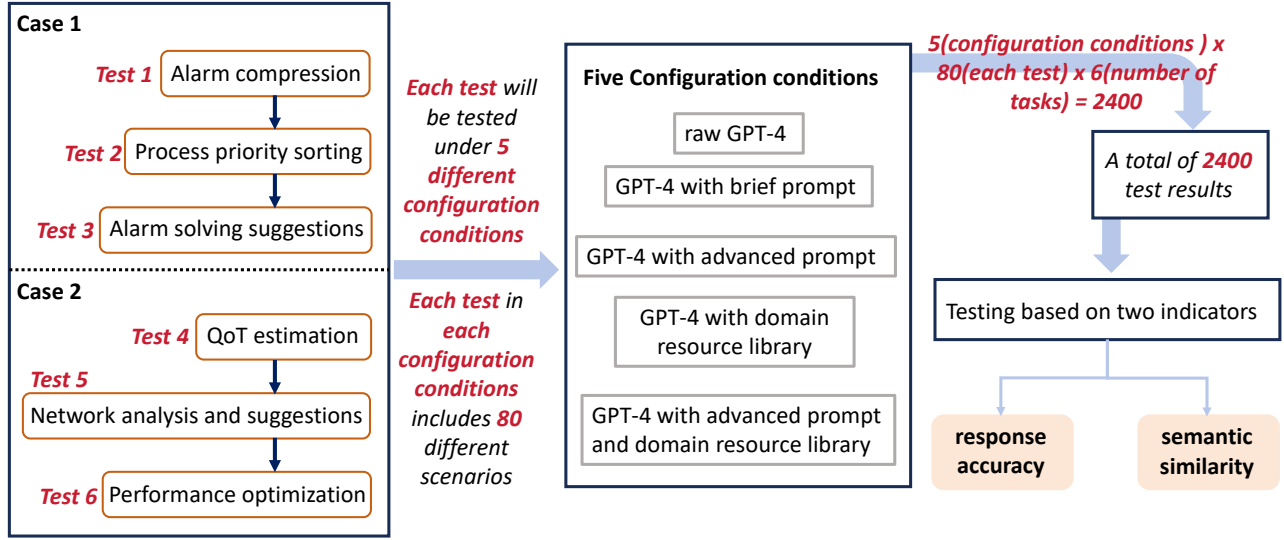 Case 1
Test 1
Alarm compression
Test 2
Process priority sorting
Test 3
Alarm solving suggestions
Case 2
Test 4
QoT estimation
Test 5
Network analysis and suggestions
Test 6
Performance optimization
Each test will
be tested
under 5
different
configuration
conditions
Each test in
each
configuration
conditions
includes 80
different
scenarios
Five Configuration conditions
raw GPT-4
GPT-4 with brief prompt
GPT-4 with advanced prompt
GPT-4 with domain
resource library
GPT-4 with advanced prompt
and domain resource library
5(configuration conditions ) x
80(each test) x 6(number of
tasks) = 2400
A total of 2400
test results
Testing based on two indicators
response
accuracy
semantic
similarity